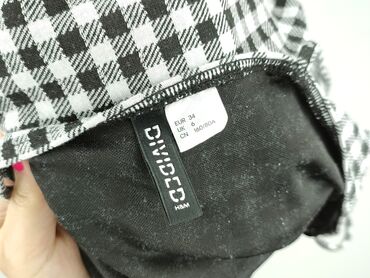 DIVIDED
H&M
EUR 34
UK 6
CN 160/80A